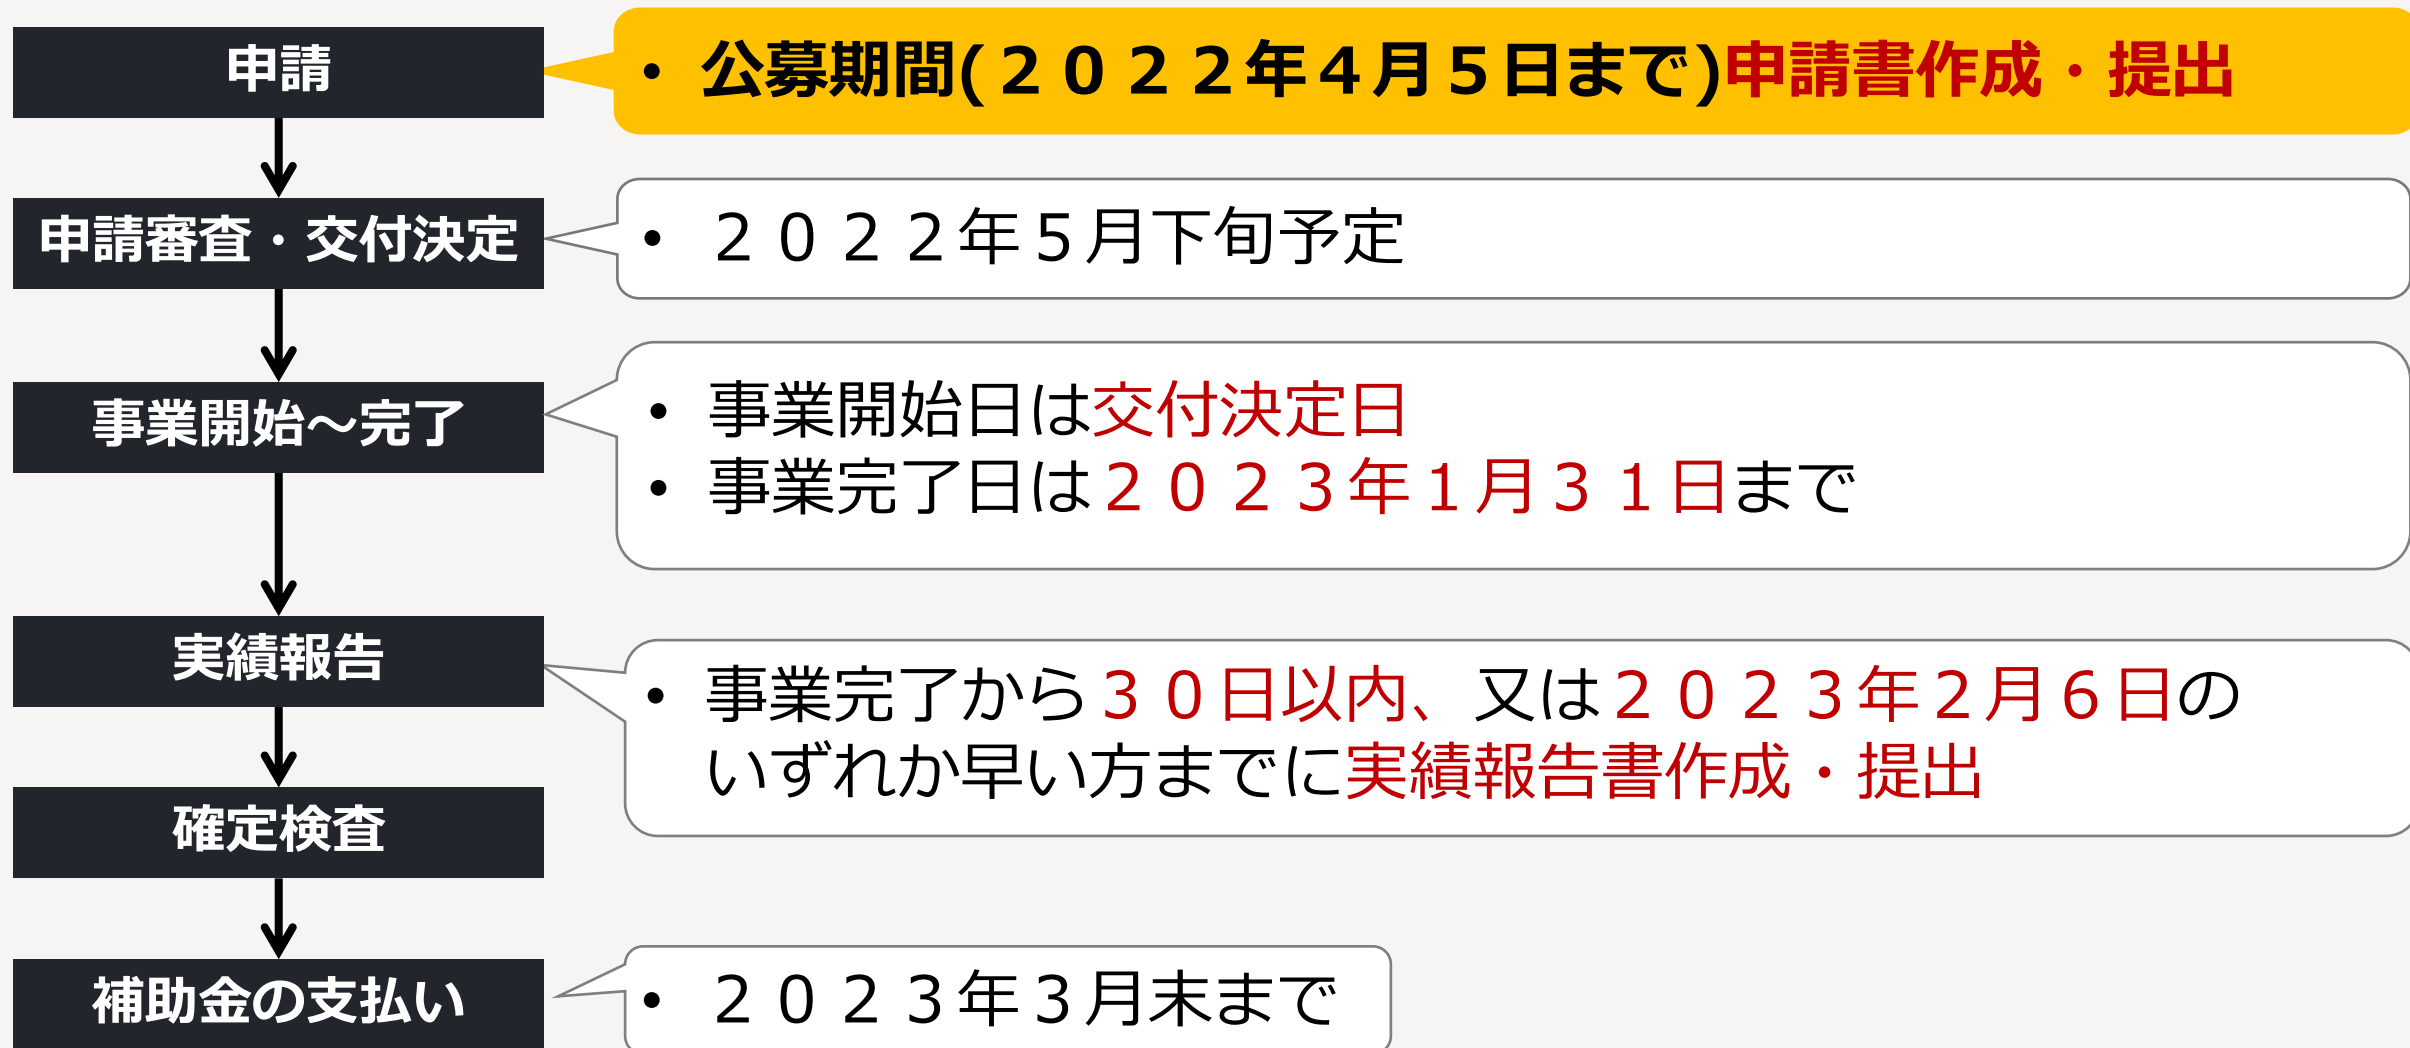 申請
• 公募期間(２０２２年４月５日まで)申請書作成・提出
申請審査・交付決定
• ２０２２年５月下旬予定
事業開始～完了
• 事業開始日は交付決定日
• 事業完了日は２０２３年１月３１日まで
実績報告
• 事業完了から３０日以内、又は２０２３年２月６日の
いずれか早い方までに実績報告書作成・提出
確定検査
補助金の支払い
• ２０２３年３月末まで